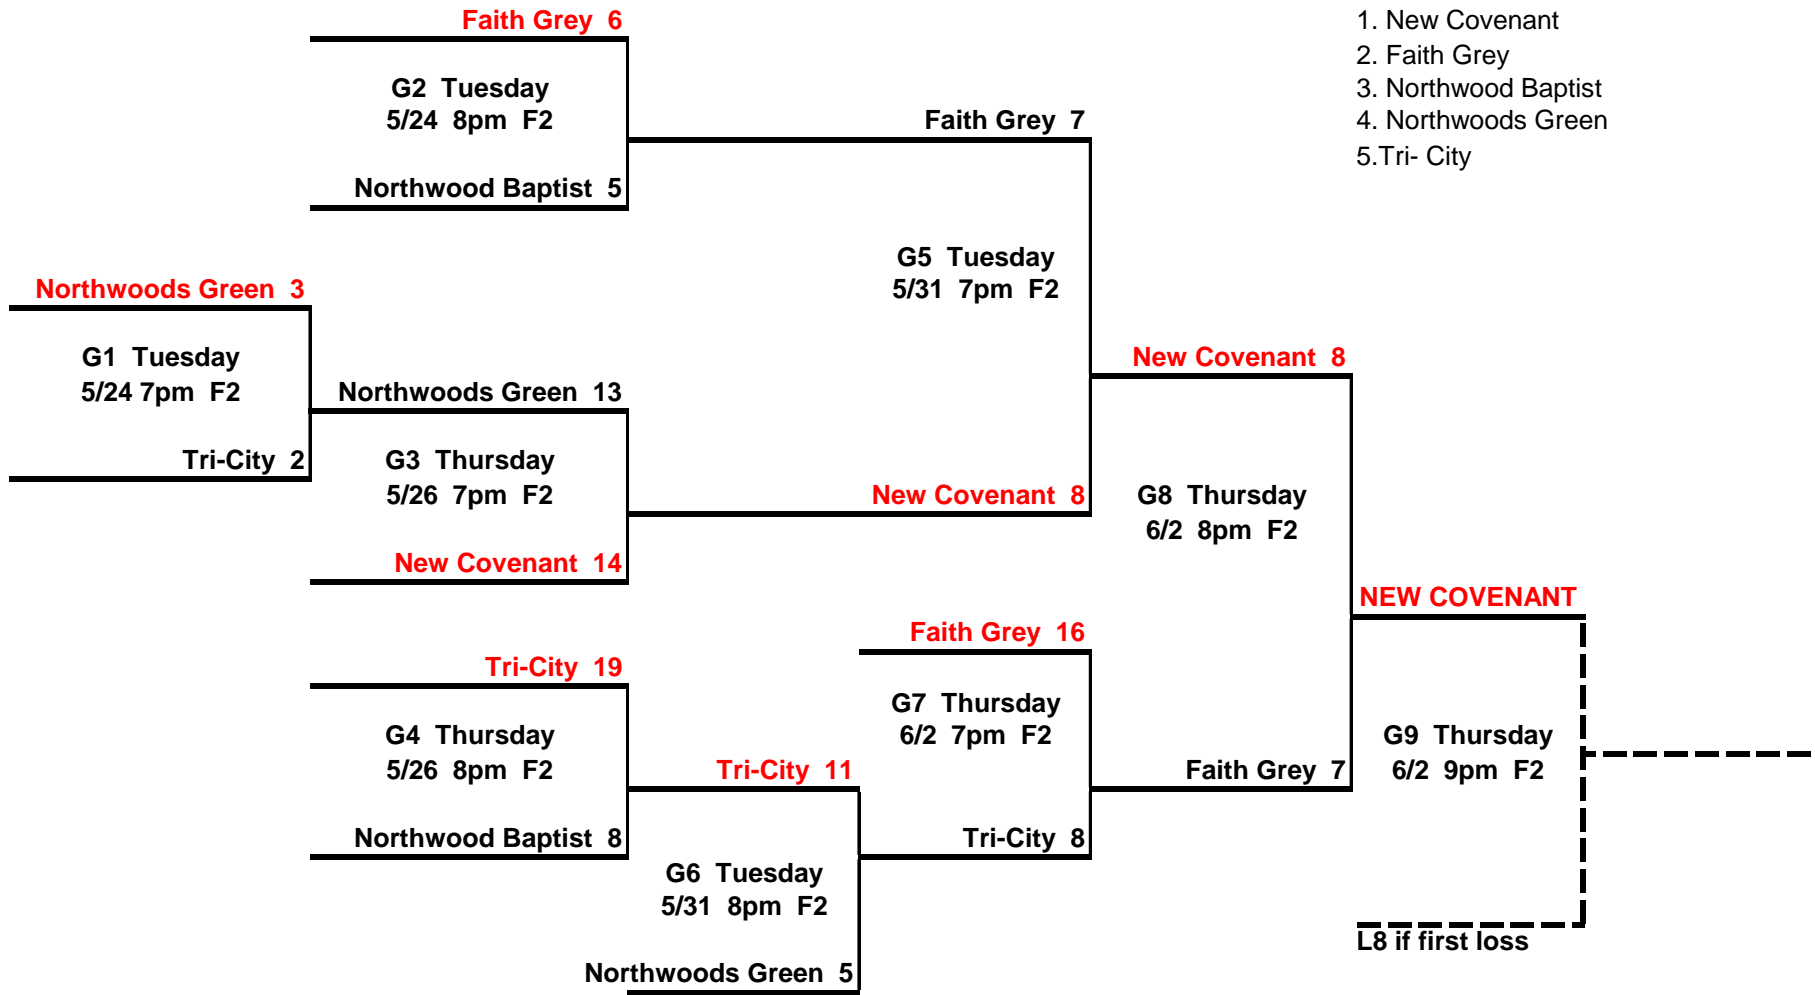 Faith Grey  6
1. New Covenant
2. Faith Grey
3. Northwood Baptist
4. Northwoods Green
5.Tri- City
G2  Tuesday
5/24  8pm  F2
Northwood Baptist  5
Faith Grey  7
G5  Tuesday
5/31  7pm  F2
Northwoods Green  3
G1  Tuesday
5/24 7pm  F2
Tri-City  2
Northwoods Green  13
G3  Thursday
5/26  7pm  F2
New Covenant  14
New Covenant  8
New Covenant  8
G8  Thursday
6/2  8pm  F2
NEW COVENANT
Tri-City  19
G4  Thursday
5/26  8pm  F2
Northwood Baptist  8
Faith Grey  16
G7  Thursday
6/2  7pm  F2
Tri-City  11
Tri-City  8
Faith Grey  7
G9  Thursday
6/2  9pm  F2
G6  Tuesday
5/31  8pm  F2
Northwoods Green  5
L8 if first loss